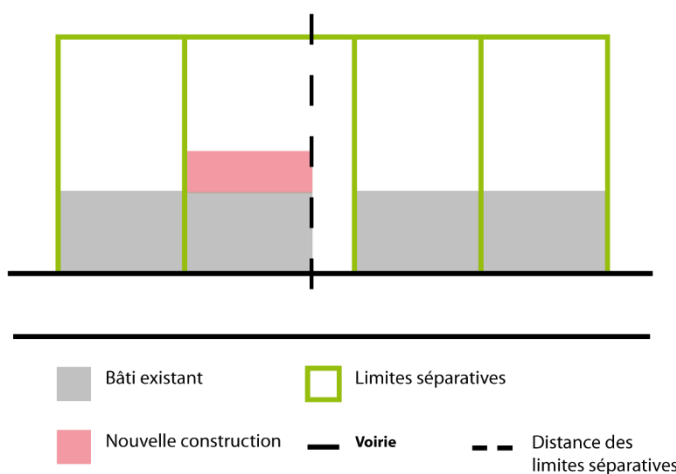 Bâti existant
Limites séparatives
Nouvelle construction
Voirie
Distance des
limites séparatives